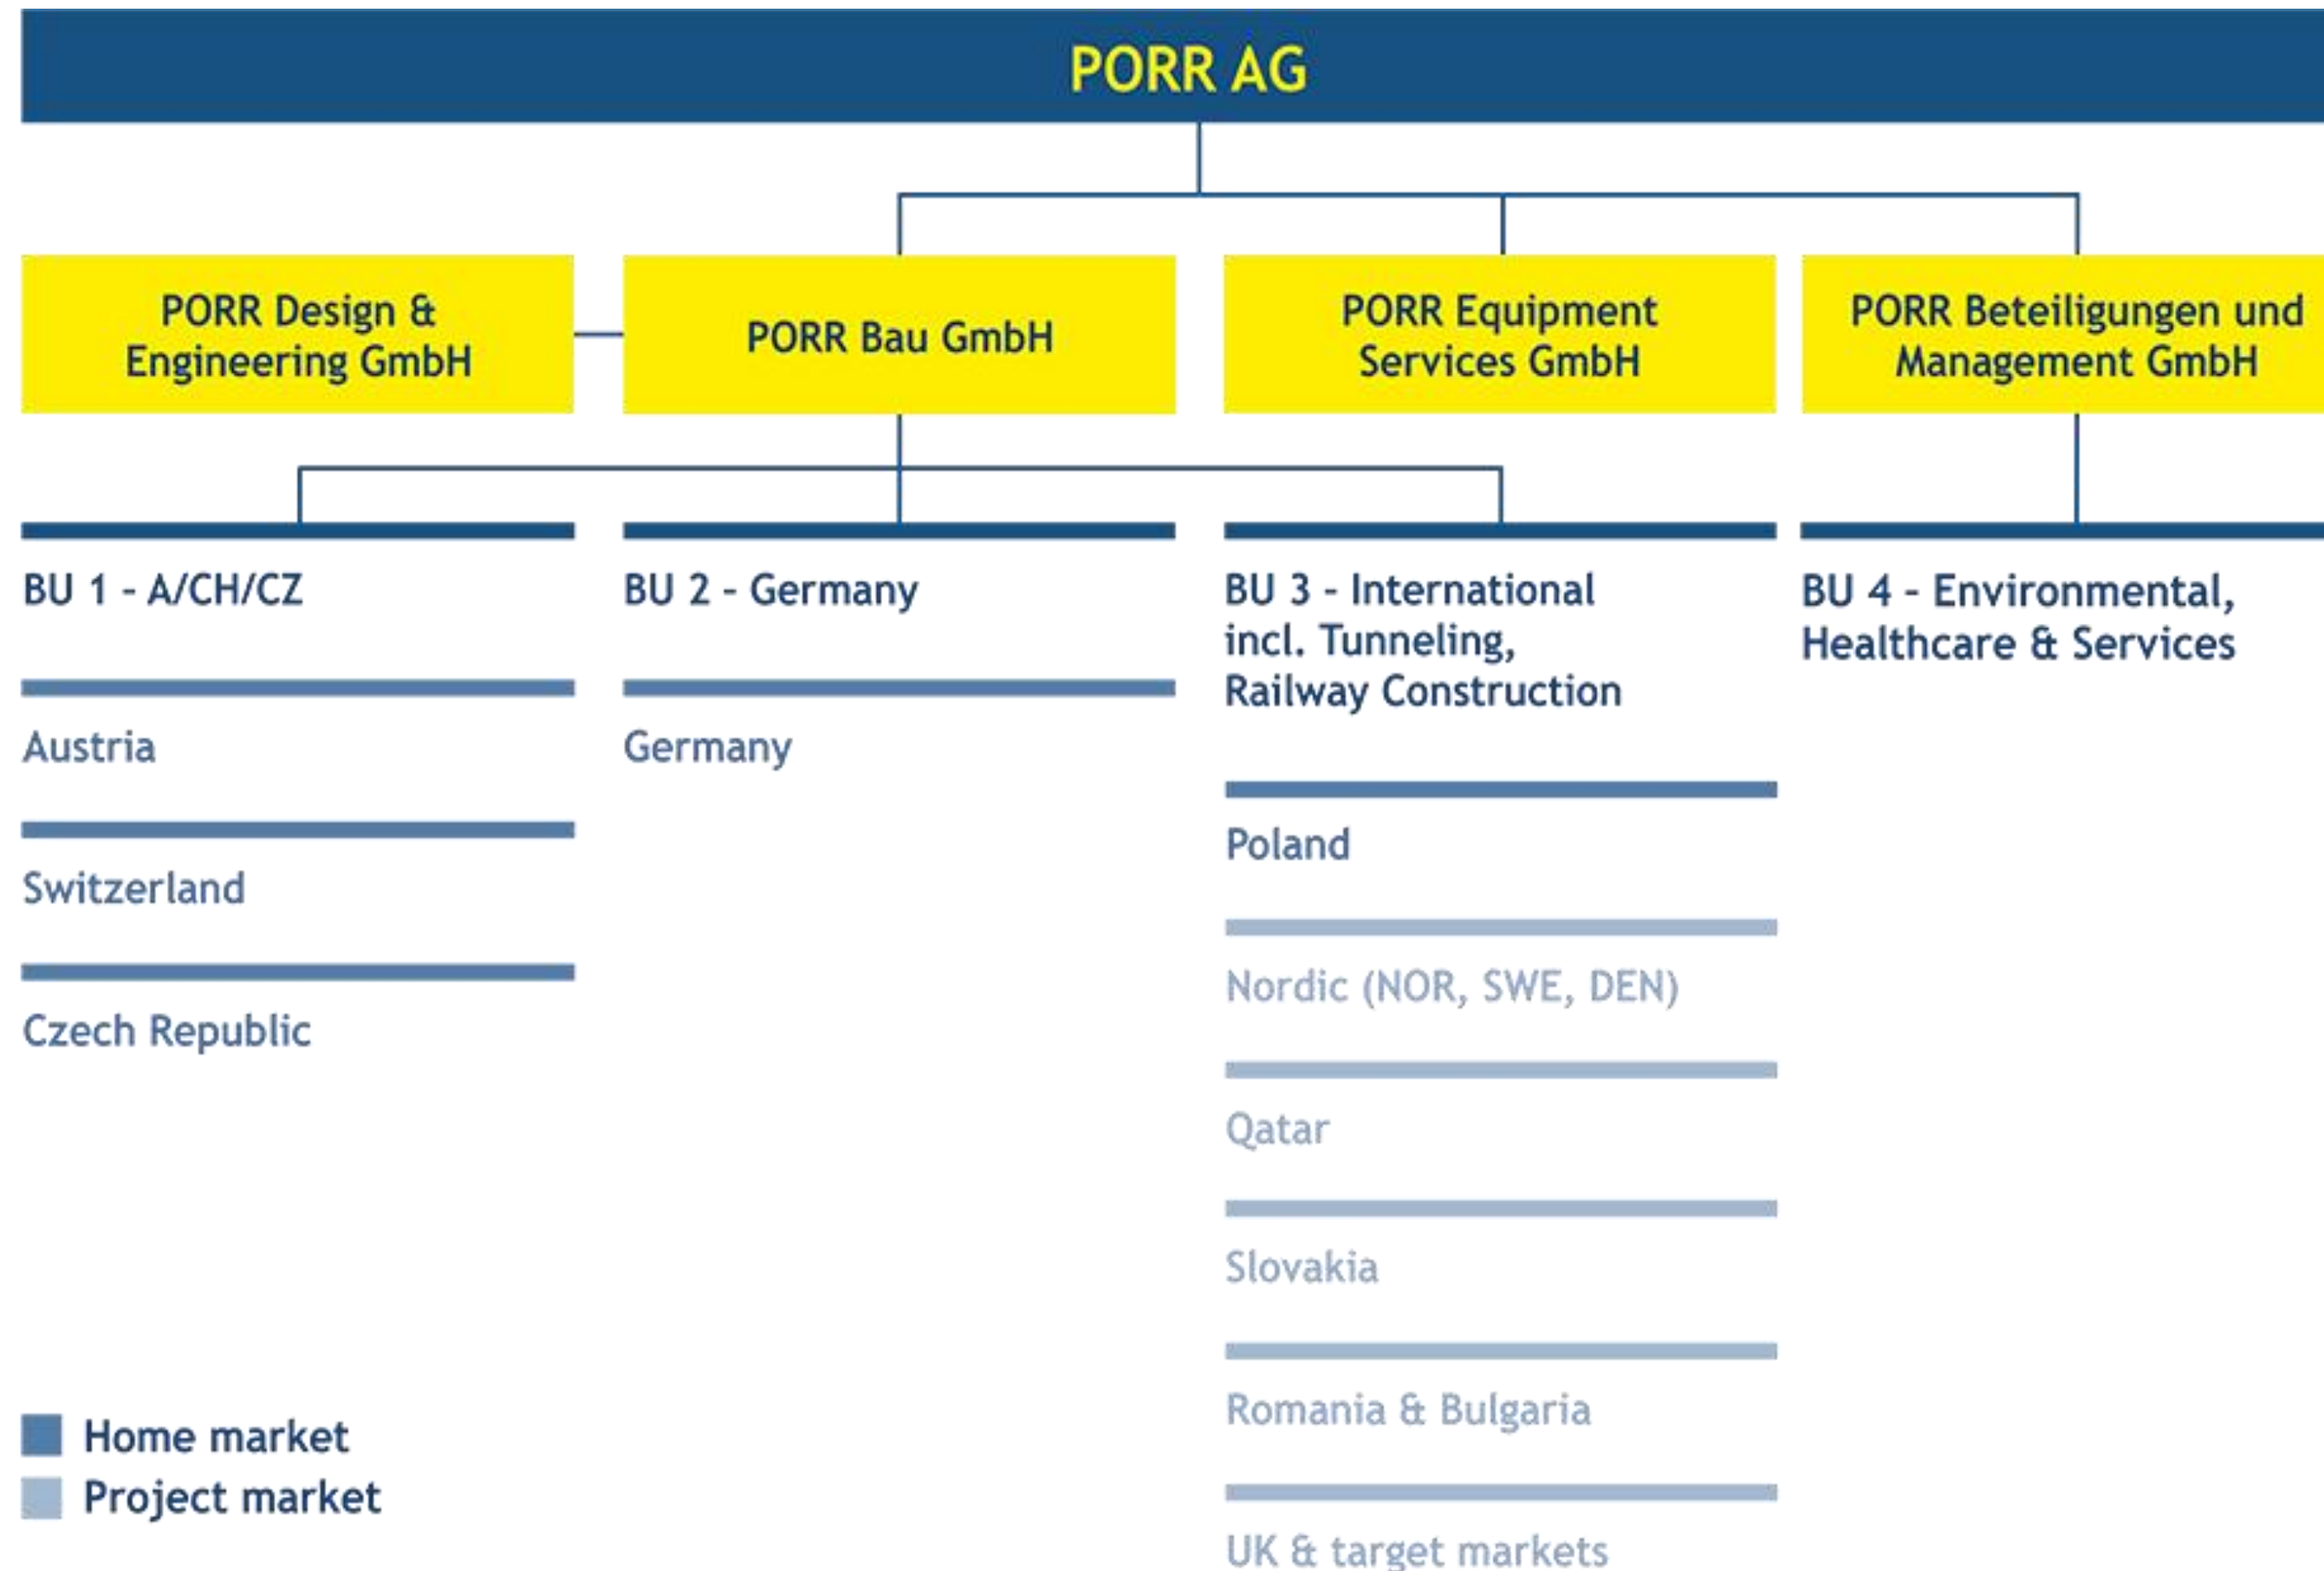 PORR AG
PORR Design &
Engineering GmbH
PORR Bau GmbH
PORR Equipment
Services GmbH
PORR Beteiligungen und
Management GmbH
BU 1 – A/CH/CZ
Austria
Switzerland
Czech Republic
BU 2 – Germany
Germany
BU 3 – International
incl. Tunneling,
Railway Construction
Poland
Nordic (NOR, SWE, DEN)
Qatar
Slovakia
Romania & Bulgaria
UK & target markets
BU 4 – Environmental,
Healthcare & Services
Home market
Project market